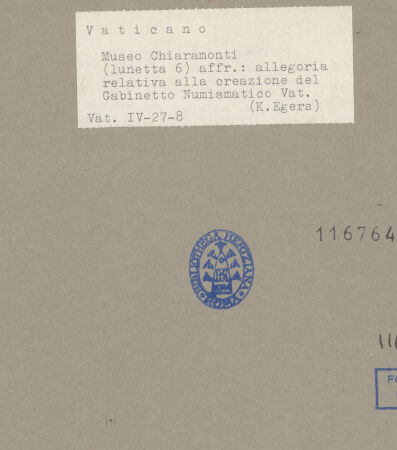 Vaticano
Museo Chiaramonti
(lunetta 6) affr.: allegoria
relativa alla creazione del
Gabinetto Numismatico Vat.
(K.Egers)
Vat. IV-27-8
BIBLIOTHECA HERTZIANA
ROMA
116764